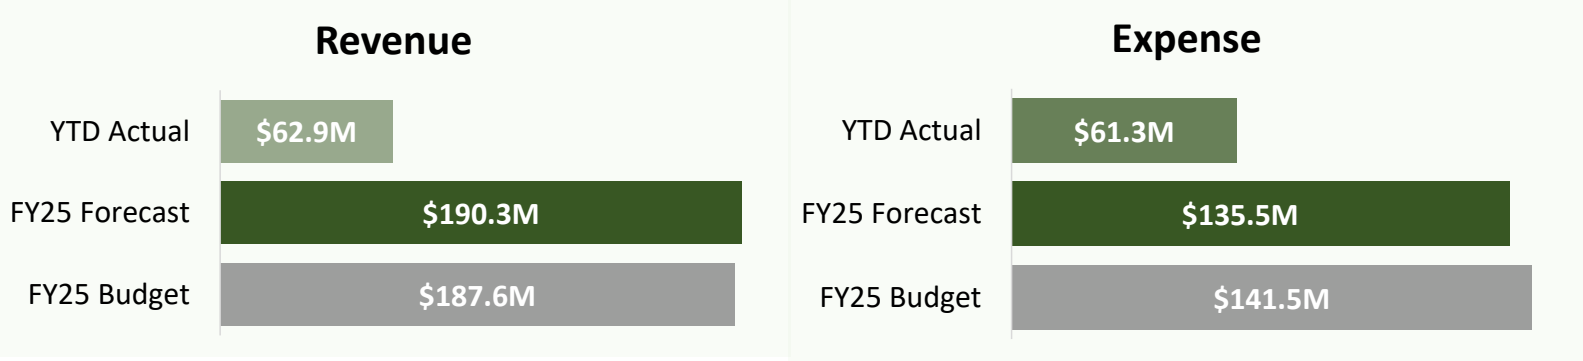 Revenue
YTD Actual $62.9M
FY25 Forecast $190.3M
FY25 Budget $187.6M
Expense
YTD Actual $61.3M
FY25 Forecast $135.5M
FY25 Budget $141.5M